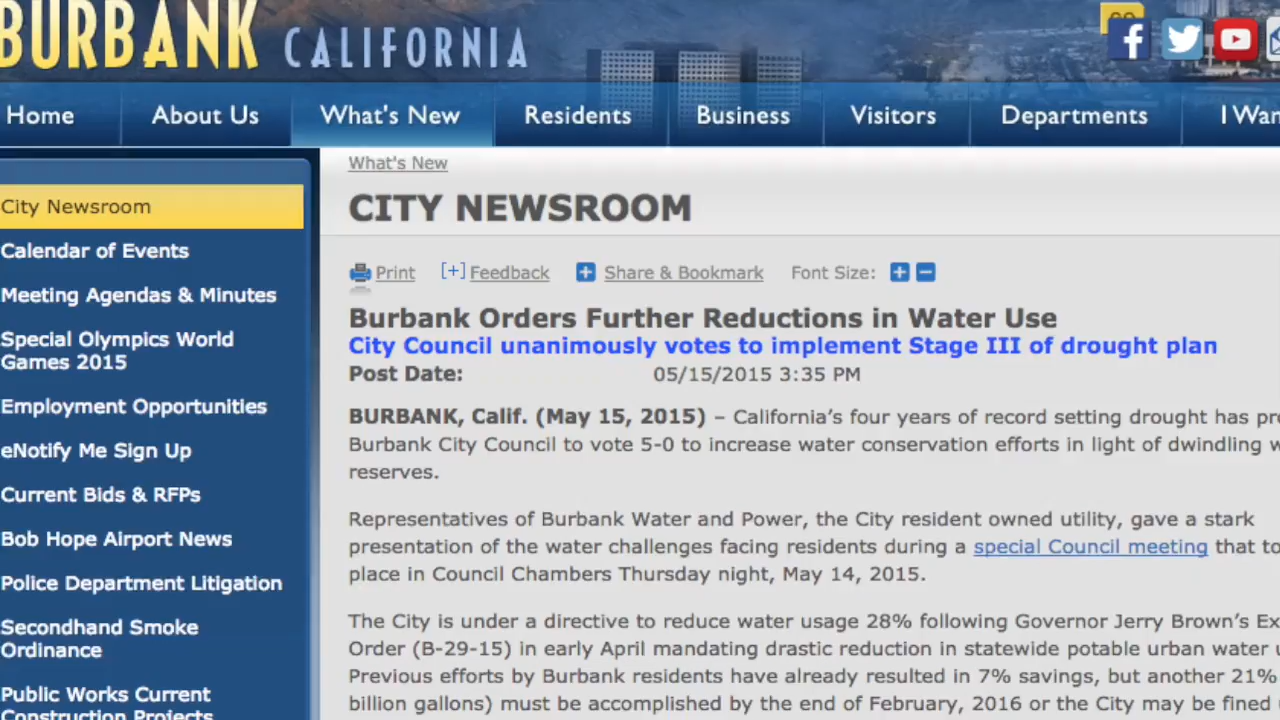 BURBANK CALIFORNIA
Home About Us What's New Residents Business Visitors Departments I Wan
What's New
City Newsroom
CITY NEWSROOM
Calendar of Events
Print [+] Feedback Share & Bookmark Font Size:
Meeting Agendas & Minutes
Burbank Orders Further Reductions in Water Use
Special Olympics World
City Council unanimously votes to implement Stage III of drought plan
Games 2015
Post Date: 05/15/2015 3:35 PM
Employment Opportunities
BURBANK, Calif. (May 15, 2015) – California's four years of record setting drought has pr
Burbank City Council to vote 5-0 to increase water conservation efforts in light of dwindling w
eNotify Me Sign Up
reserves.
Current Bids & RFPs
Representatives of Burbank Water and Power, the City resident owned utility, gave a stark
Bob Hope Airport News
presentation of the water challenges facing residents during a special Council meeting that to
place in Council Chambers Thursday night, May 14, 2015.
Police Department Litigation
The City is under a directive to reduce water usage 28% following Governor Jerry Brown's Ex
Secondhand Smoke
Ordinance
Order (B-29-15) in early April mandating drastic reduction in statewide potable urban water u
Previous efforts by Burbank residents have already resulted in 7% savings, but another 21%
Public Works Current
billion gallons) must be accomplished by the end of February, 2016 or the City may be fined
Construction Projects